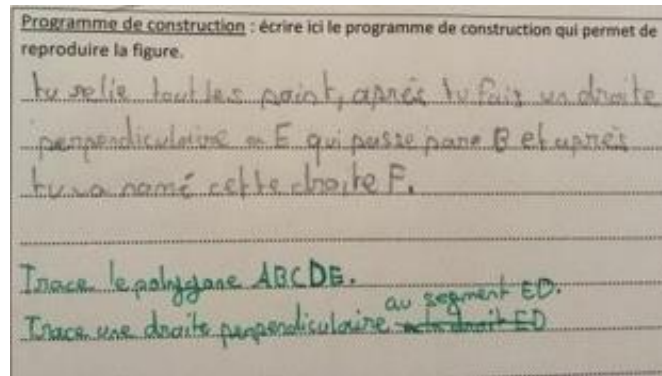 Programme de construction : écrire ici le programme de construction qui permet de
reproduire la figure.
tu relie tout les point, après tu fait un droite
perpendiculaire a E qui passe pare B et après
tu va namé cette droite F.
Trace le polygone ABCDE.
au segment ED.
Trace une droite perpendiculaire droit ED